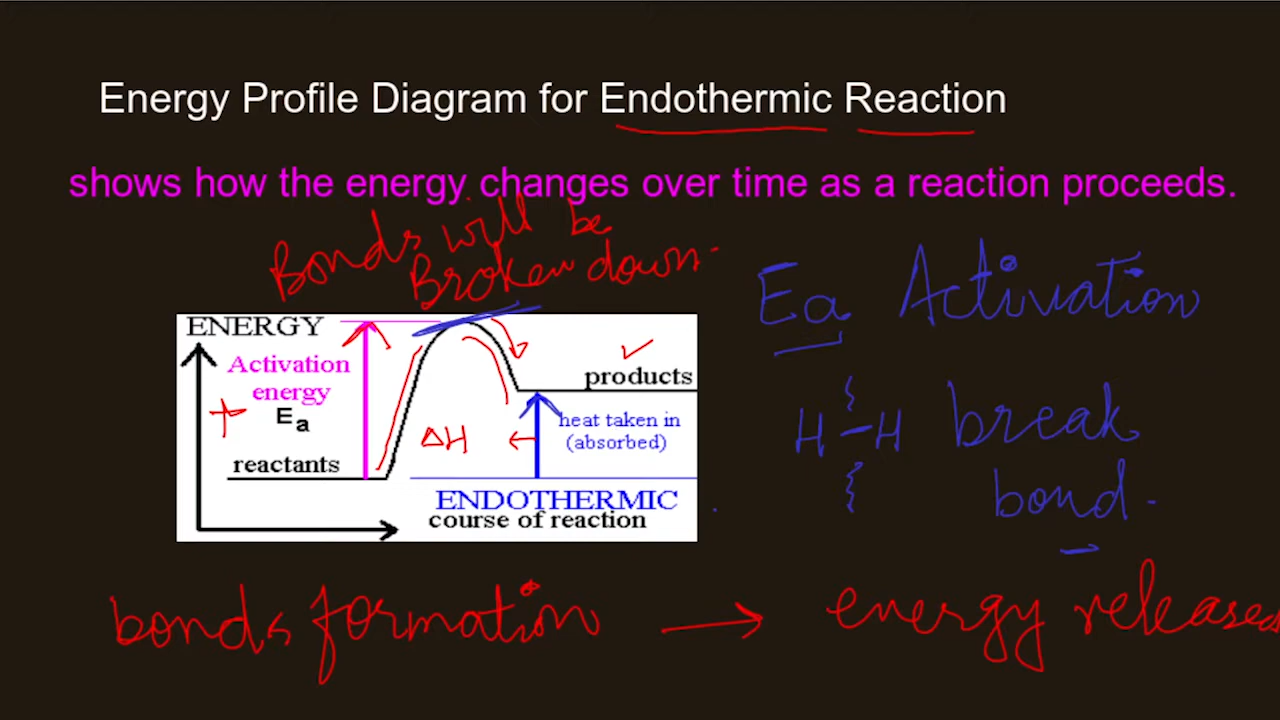 Energy Profile Diagram for Endothermic Reaction
shows how the energy changes over time as a reaction proceeds.
Bonds will be
Broken down.
ENERGY
Activation
energy
Ea
reactants
ΔH
products
heat taken in
(absorbed)
ENDOTHERMIC
course of reaction
Ea Activation
H-H break
bond.
bonds formation → energy released